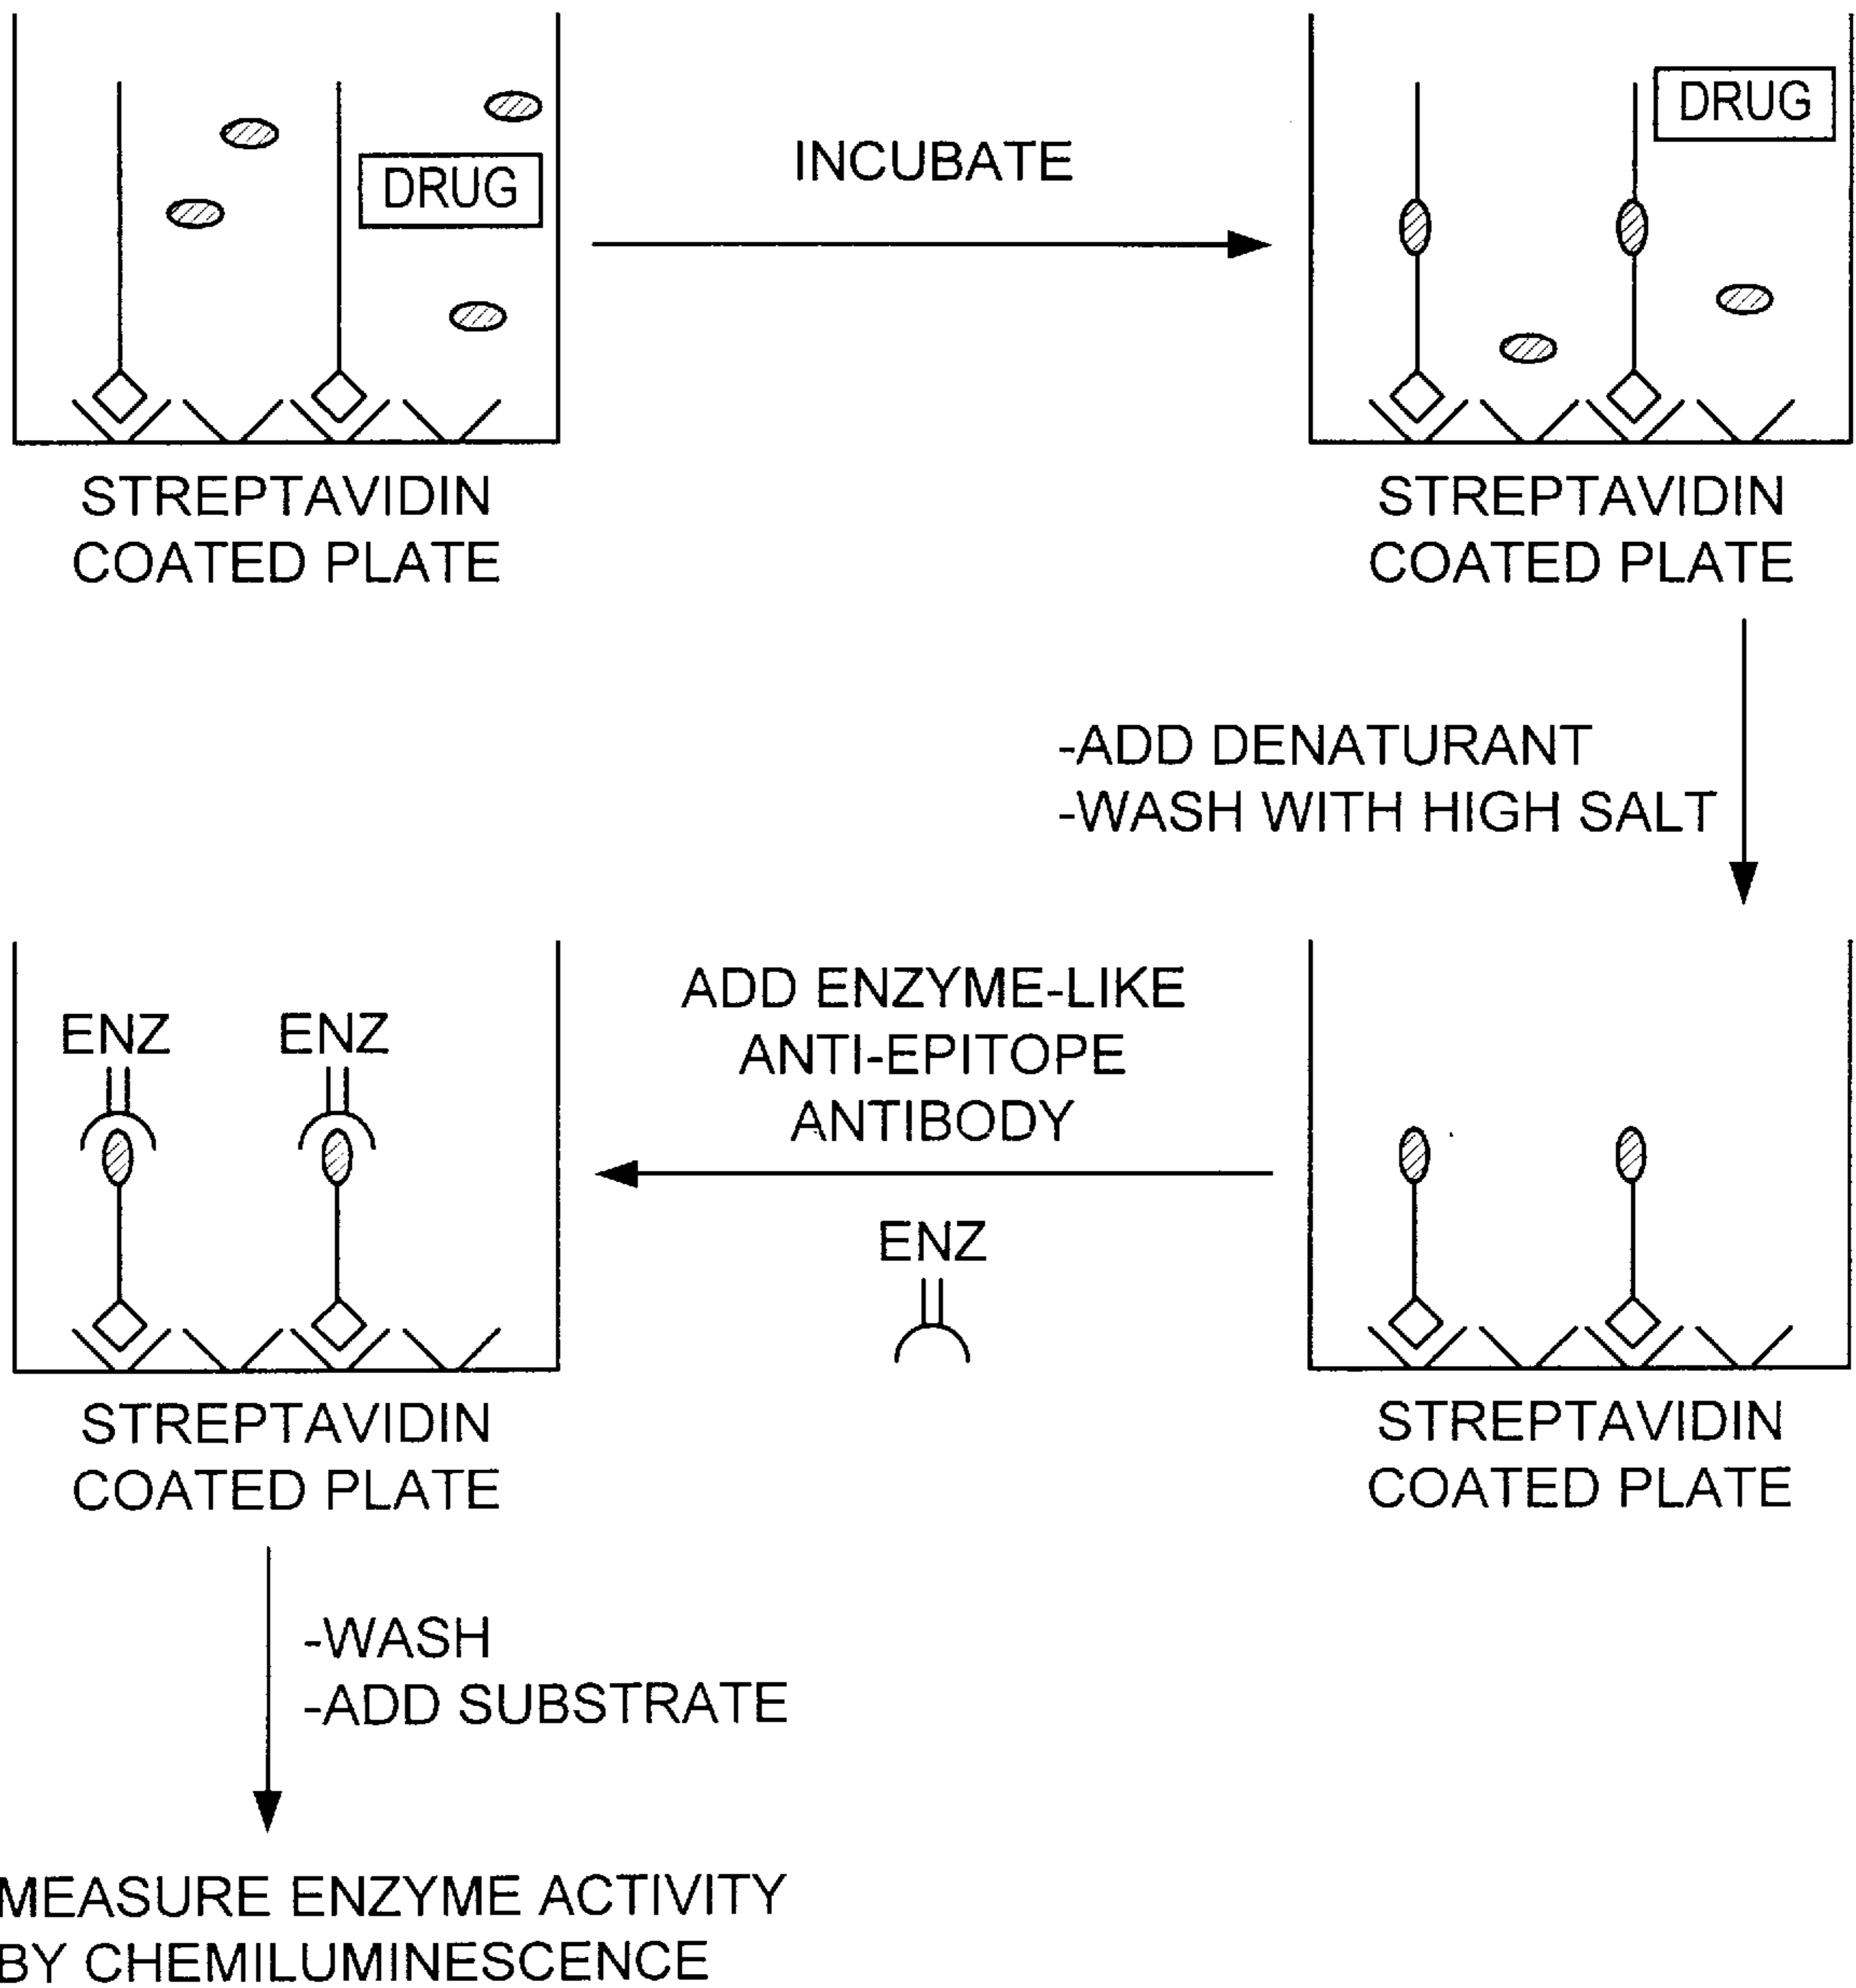 DRUG
INCUBATE
DRUG
STREPTAVIDIN
COATED PLATE
STREPTAVIDIN
COATED PLATE
-ADD DENATURANT
-WASH WITH HIGH SALT
ENZ ENZ
ADD ENZYME-LIKE
ANTI-EPITOPE
ANTIBODY
ENZ
STREPTAVIDIN
COATED PLATE
STREPTAVIDIN
COATED PLATE
-WASH
-ADD SUBSTRATE
MEASURE ENZYME ACTIVITY
BY CHEMILUMINESCENCE